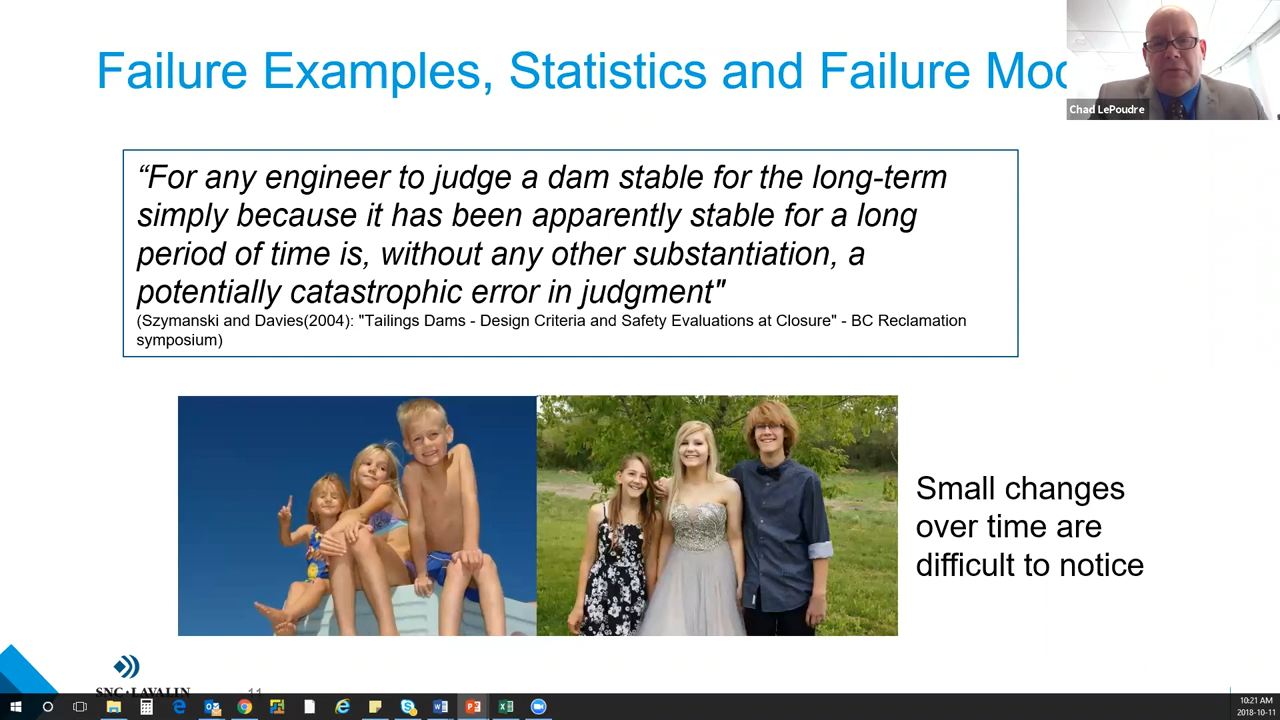 Failure Examples, Statistics and Failure
Chad LePoudre
“For any engineer to judge a dam stable for the long-term
simply because it has been apparently stable for a long
period of time is, without any other substantiation, a
potentially catastrophic error in judgment"
(Szymanski and Davies(2004): "Tailings Dams - Design Criteria and Safety Evaluations at Closure" - BC Reclamation
symposium)
Small changes
over time are
difficult to notice
SNC·LAVALIN
11
10:21 AM
2018-10-11